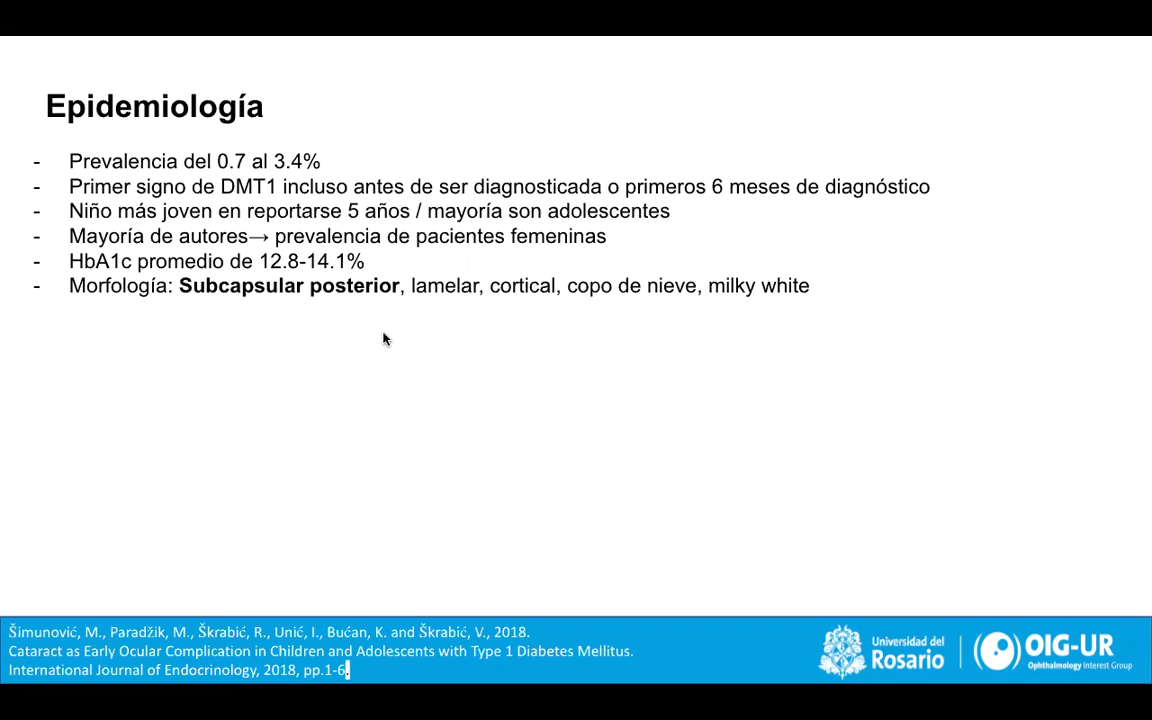 Epidemiología
- Prevalencia del 0.7 al 3.4%
- Primer signo de DMT1 incluso antes de ser diagnosticada o primeros 6 meses de diagnóstico
- Niño más joven en reportarse 5 años / mayoría son adolescentes
- Mayoría de autores→ prevalencia de pacientes femeninas
- HbA1c promedio de 12.8-14.1%
- Morfología: Subcapsular posterior, lamelar, cortical, copo de nieve, milky white
Šimunović, M., Paradžik, M., Škrabić, R., Unić, I., Bućan, K. and Škrabić, V., 2018.
Cataract as Early Ocular Complication in Children and Adolescents with Type 1 Diabetes Mellitus.
International Journal of Endocrinology, 2018, pp.1-6.
Universidad del
Rosario
OIG-UR
Ophthalmology Interest Group